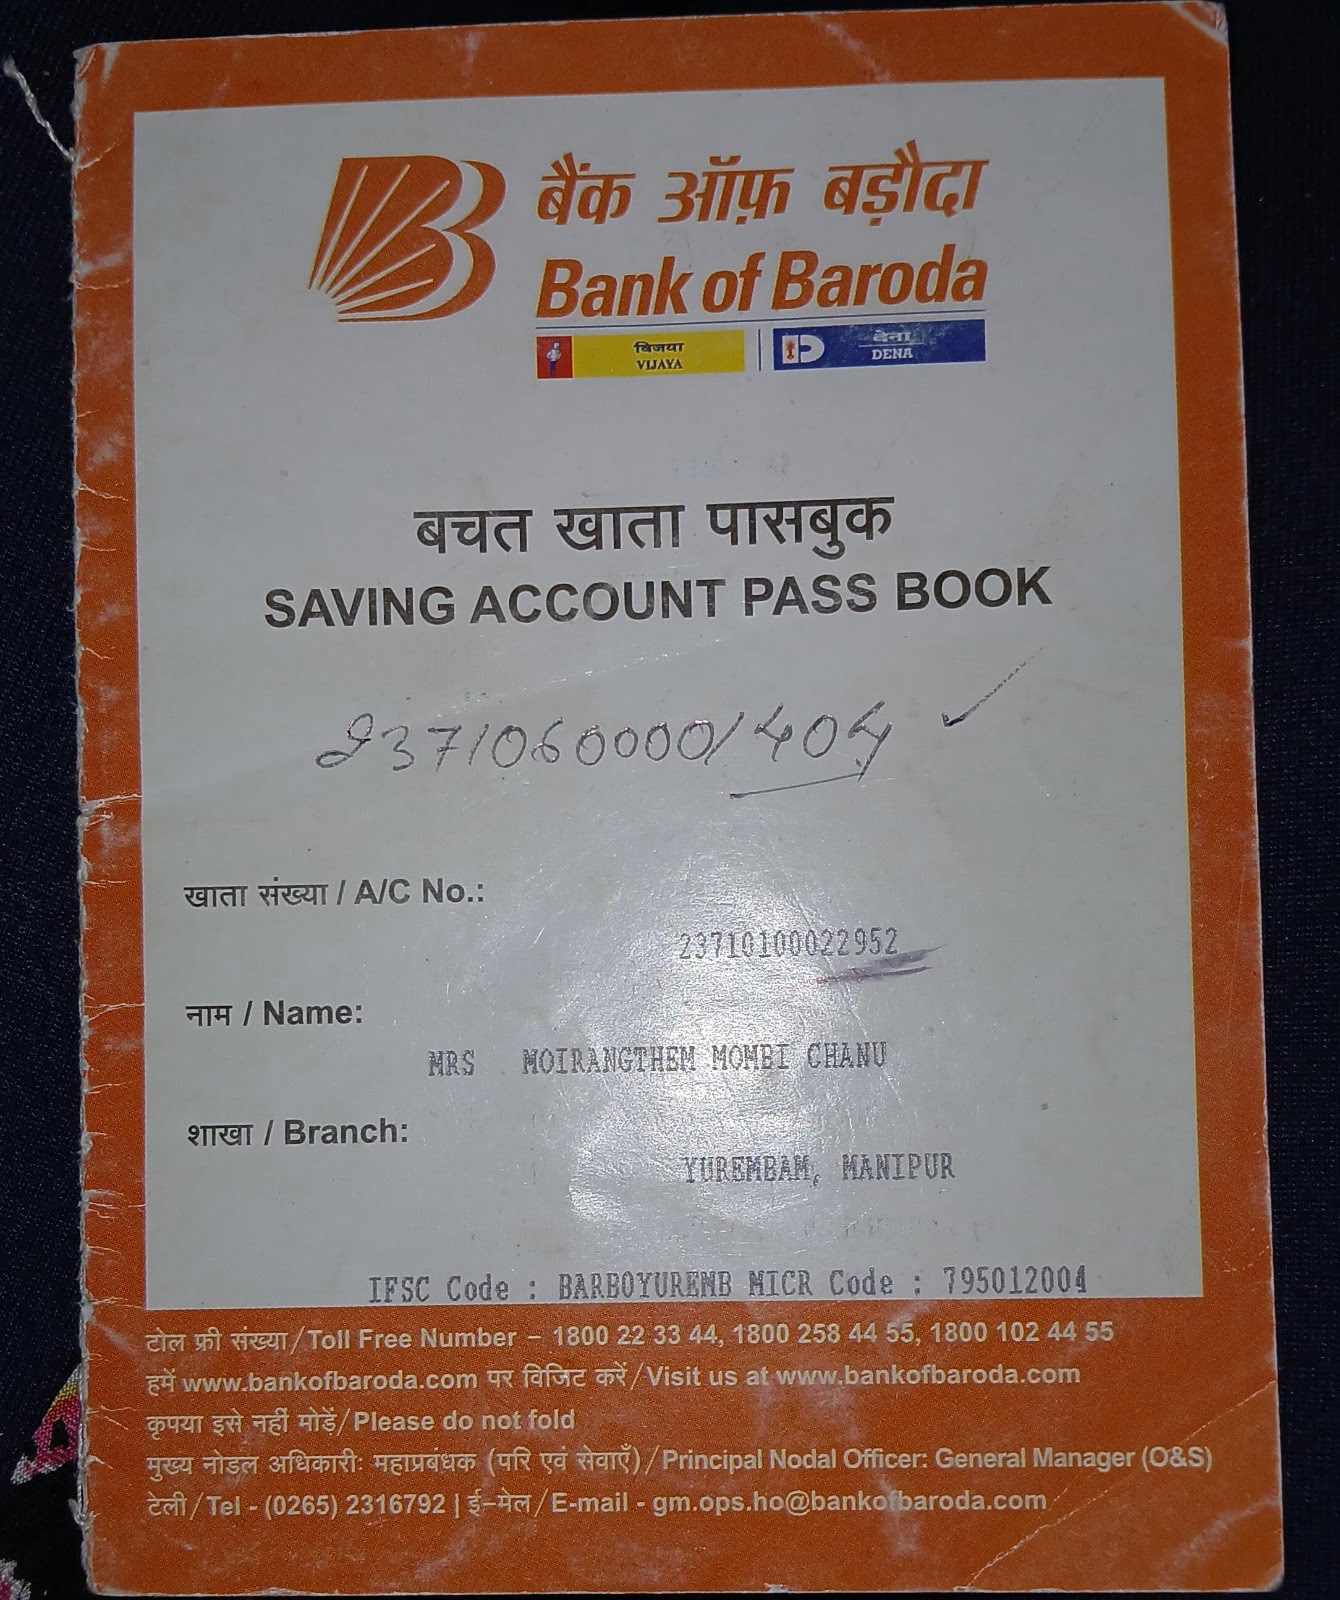 बैंक ऑफ़ बड़ौदा
Bank of Baroda
विजया
VIJAYA
देना
DENA
बचत खाता पासबुक
SAVING ACCOUNT PASS BOOK
खाता संख्या / A/C No.:
23710100022952
नाम / Name:
MRS MOIRANGTHEM MOMBI CHANU
शाखा / Branch:
YUREMBAM, MANIPUR
IFSC Code : BARB0YUREMB MICR Code : 795012004
टोल फ्री संख्या/Toll Free Number – 1800 22 33 44, 1800 258 44 55, 1800 102 44 55
हमें www.bankofbaroda.com पर विजिट करें/Visit us at www.bankofbaroda.com
कृपया इसे नहीं मोड़ें/Please do not fold
मुख्य नोडल अधिकारीः महाप्रबंधक (परि एवं सेवाएँ)/Principal Nodal Officer: General Manager (O&S)
टेली/Tel - (0265) 2316792 | ई–मेल/E-mail - gm.ops.ho@bankofbaroda.com